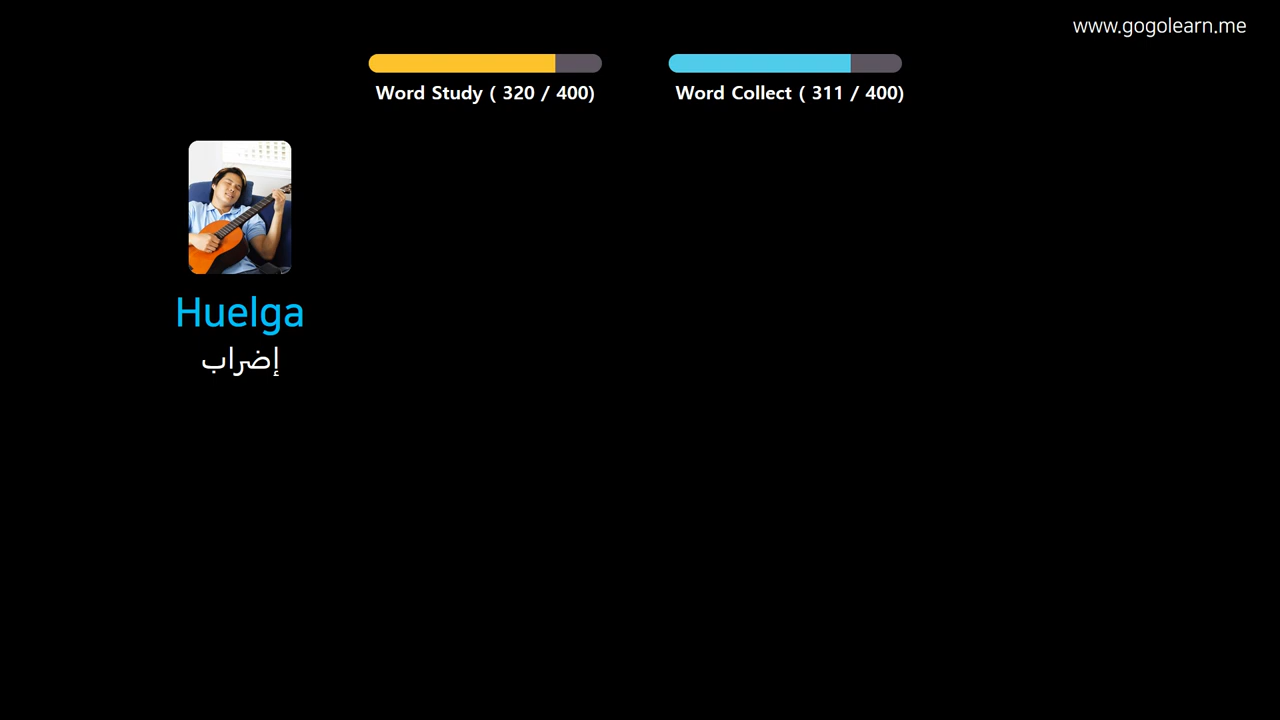 www.gogolearn.me
Word Study ( 320 / 400)
Word Collect ( 311 / 400)
Huelga
إضراب